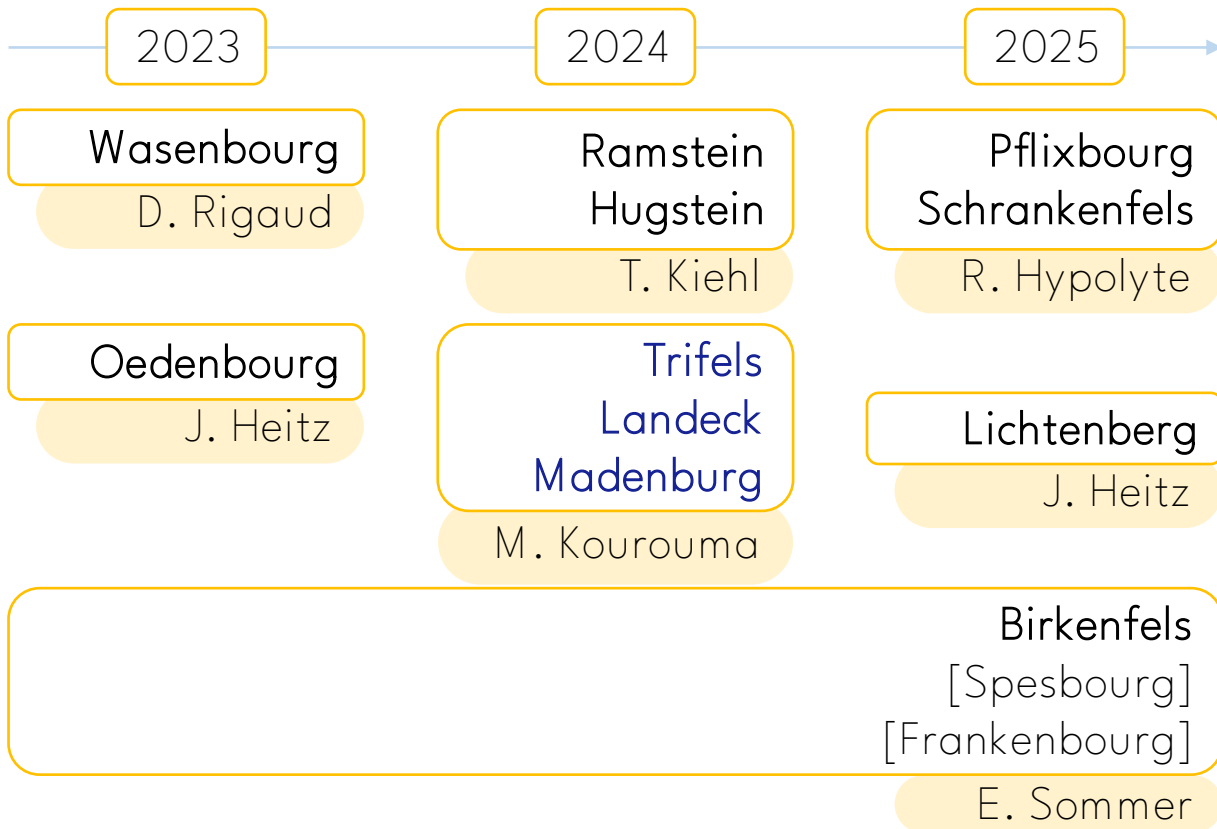 2023
2024
2025
Wasenbourg
D. Rigaud
Oedenbourg
J. Heitz
Ramstein
Hugstein
T. Kiehl
Trifels
Landeck
Madenburg
M. Kourouma
Pflixbourg
Schrankenfels
R. Hypolyte
Lichtenberg
J. Heitz
Birkenfels
[Spesbourg]
[Frankenbourg]
E. Sommer